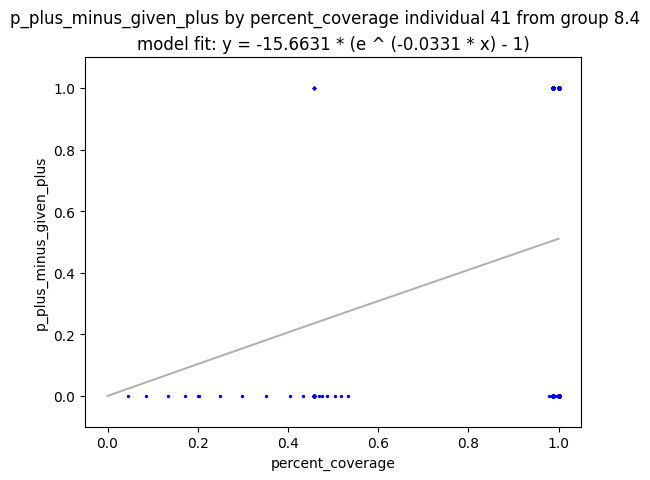 p_plus_minus_given_plus by percent_coverage individual 41 from group 8.4
model fit: y = -15.6631 * (e ^ (-0.0331 * x) - 1)
1.0
0.8
0.6
0.4
0.2
0.0
p_plus_minus_given_plus
0.0 0.2 0.4 0.6 0.8 1.0
percent_coverage